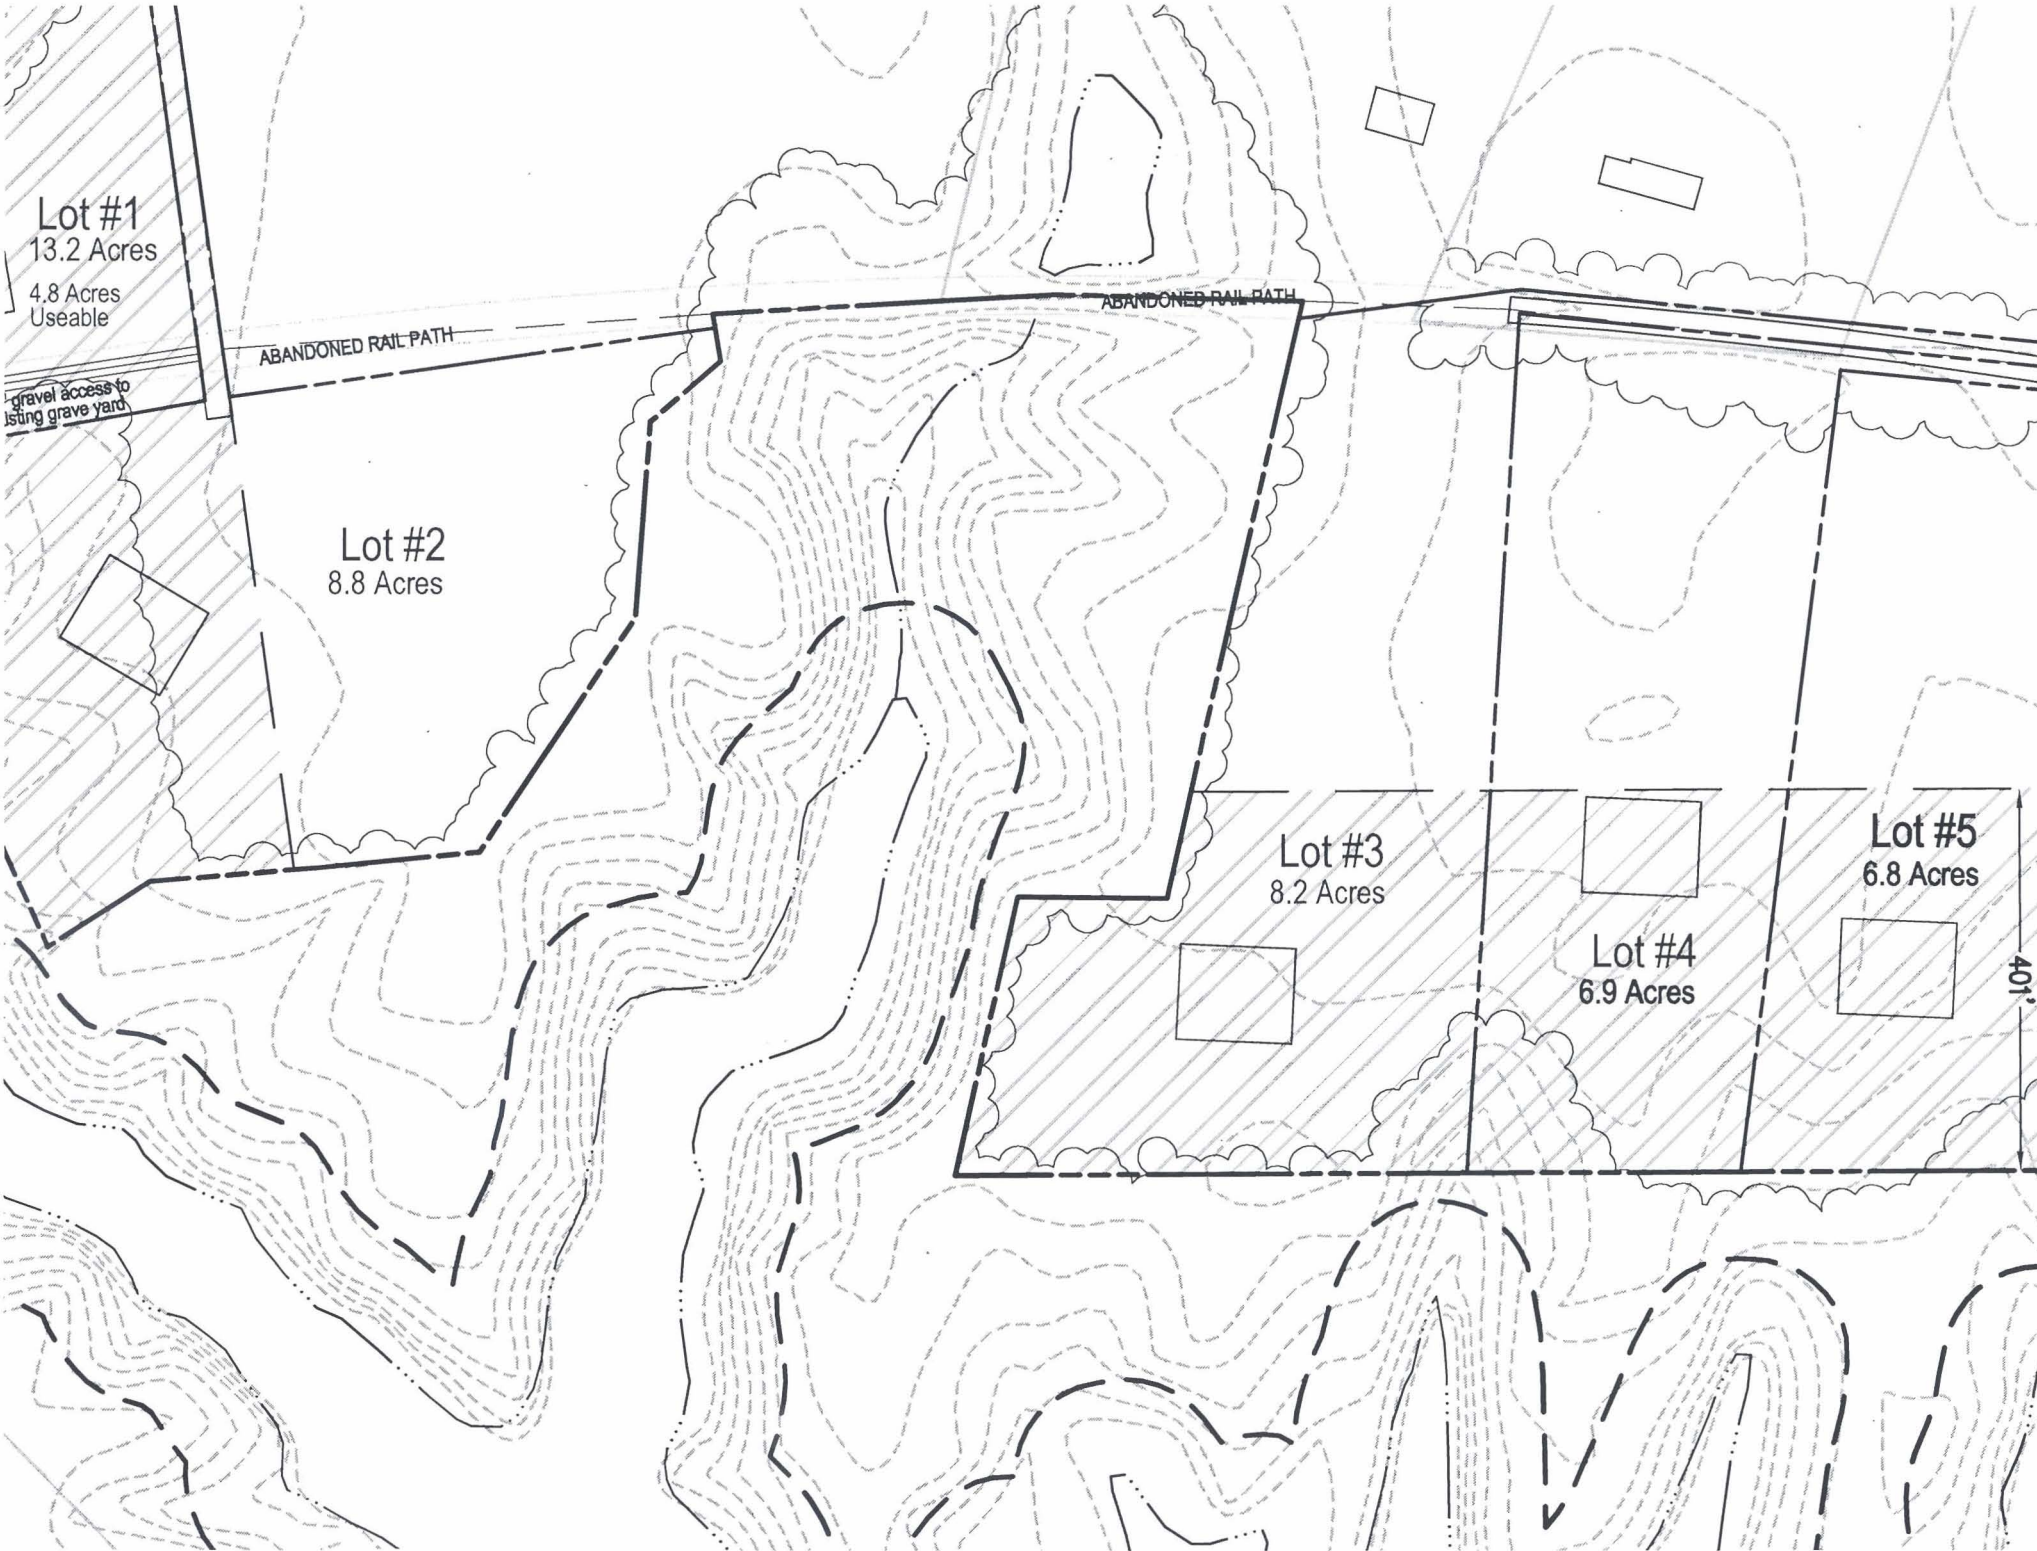 Lot #1
13.2 Acres
4.8 Acres
Useable
ABANDONED RAIL PATH
ABANDONED RAIL PATH
gravel access to
isting grave yard
Lot #2
8.8 Acres
Lot #3
8.2 Acres
Lot #4
6.9 Acres
Lot #5
6.8 Acres
401'